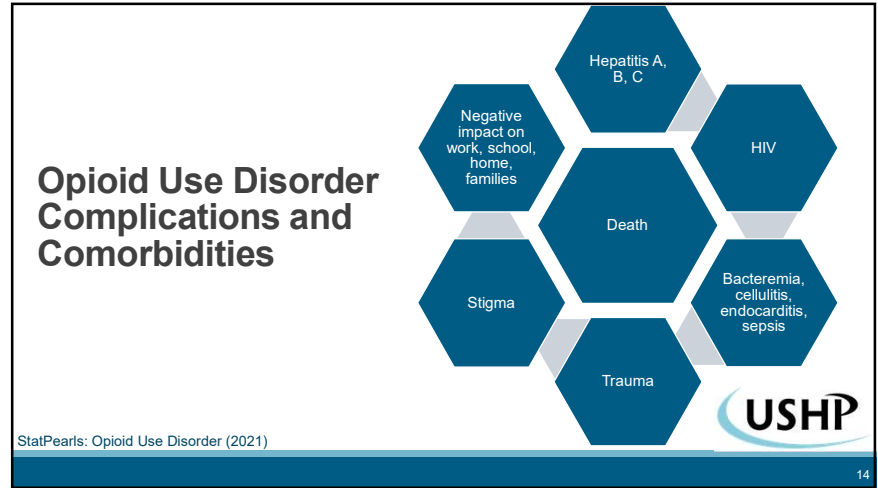 Opioid Use Disorder
Complications and
Comorbidities
Hepatitis A,
B, C
HIV
Bacteremia,
cellulitis,
endocarditis,
sepsis
Trauma
Stigma
Negative
impact on
work, school,
home,
families
Death
StatPearls: Opioid Use Disorder (2021)
USHP
14